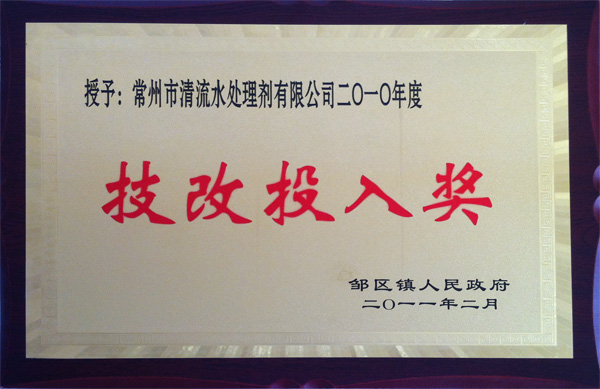 授予：常州市清流水处理剂有限公司二〇一〇年度
技改投入奖
邹区镇人民政府
二〇一一年二月